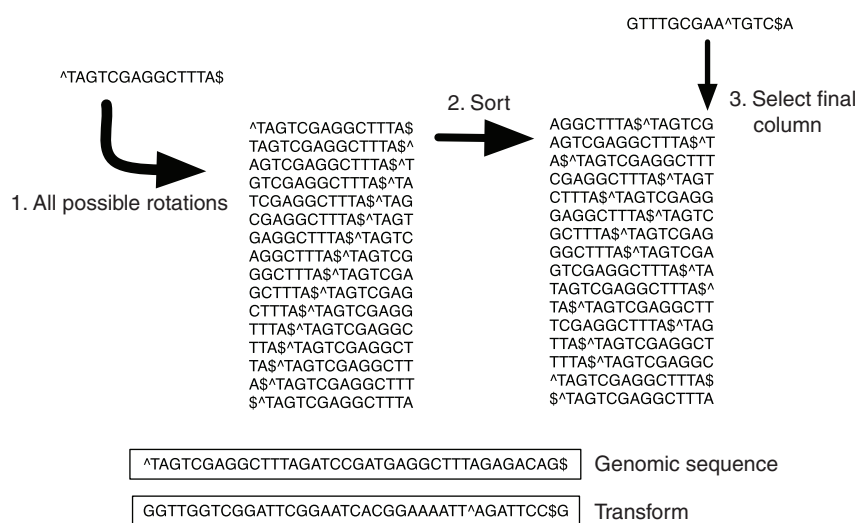 GTTTGCGAA^TGTC$A
^TAGTCGAGGCTTTA$
2. Sort
3. Select final
column
1. All possible rotations
^TAGTCGAGGCTTTA$
TAGTCGAGGCTTTA$^
AGTCGAGGCTTTA$^T
GTCGAGGCTTTA$^TA
TCGAGGCTTTA$^TAG
CGAGGCTTTA$^TAGT
GAGGCTTTA$^TAGTC
AGGCTTTA$^TAGTCG
GGCTTTA$^TAGTCGA
GCTTTA$^TAGTCGAG
CTTTA$^TAGTCGAGG
TTTA$^TAGTCGAGGC
TTA$^TAGTCGAGGCT
TA$^TAGTCGAGGCTT
A$^TAGTCGAGGCTTT
$^TAGTCGAGGCTTTA
AGGCTTTA$^TAGTCG
AGTCGAGGCTTTA$^T
A$^TAGTCGAGGCTTT
CGAGGCTTTA$^TAGT
CTTTA$^TAGTCGAGG
GAGGCTTTA$^TAGTC
GCTTTA$^TAGTCGAG
GGCTTTA$^TAGTCGA
GTCGAGGCTTTA$^TA
TAGTCGAGGCTTTA$^
TA$^TAGTCGAGGCTT
TCGAGGCTTTA$^TAG
TTA$^TAGTCGAGGCT
TTTA$^TAGTCGAGGC
^TAGTCGAGGCTTTA$
$^TAGTCGAGGCTTTA
^TAGTCGAGGCTTTAGATCCGATGAGGCTTTAGAGACAG$ Genomic sequence
GGTTGGTCGGATTCGGAATCACGGAAAATT^AGATTCC$G Transform